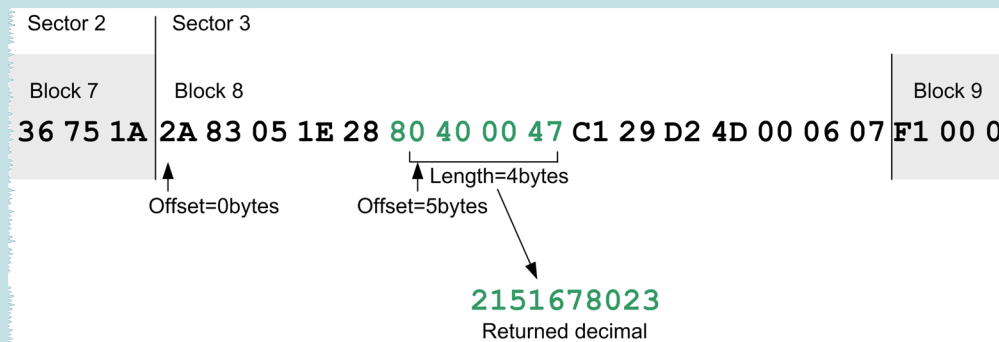 Sector 2 Sector 3
Block 7 Block 8 Block 9
36 75 1A 2A 83 05 1E 28 80 40 00 47 C1 29 D2 4D 00 06 07 F1 00 0
Length=4bytes
Offset=0bytes Offset=5bytes
2151678023
Returned decimal